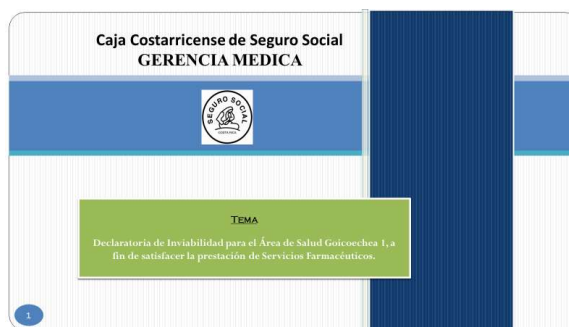 Caja Costarricense de Seguro Social
GERENCIA MEDICA
SEGURO SOCIAL
COSTA RICA
TEMA
Declaratoria de Inviabilidad para el Área de Salud Goicoechea 1, a
fin de satisfacer la prestación de Servicios Farmacéuticos.
1